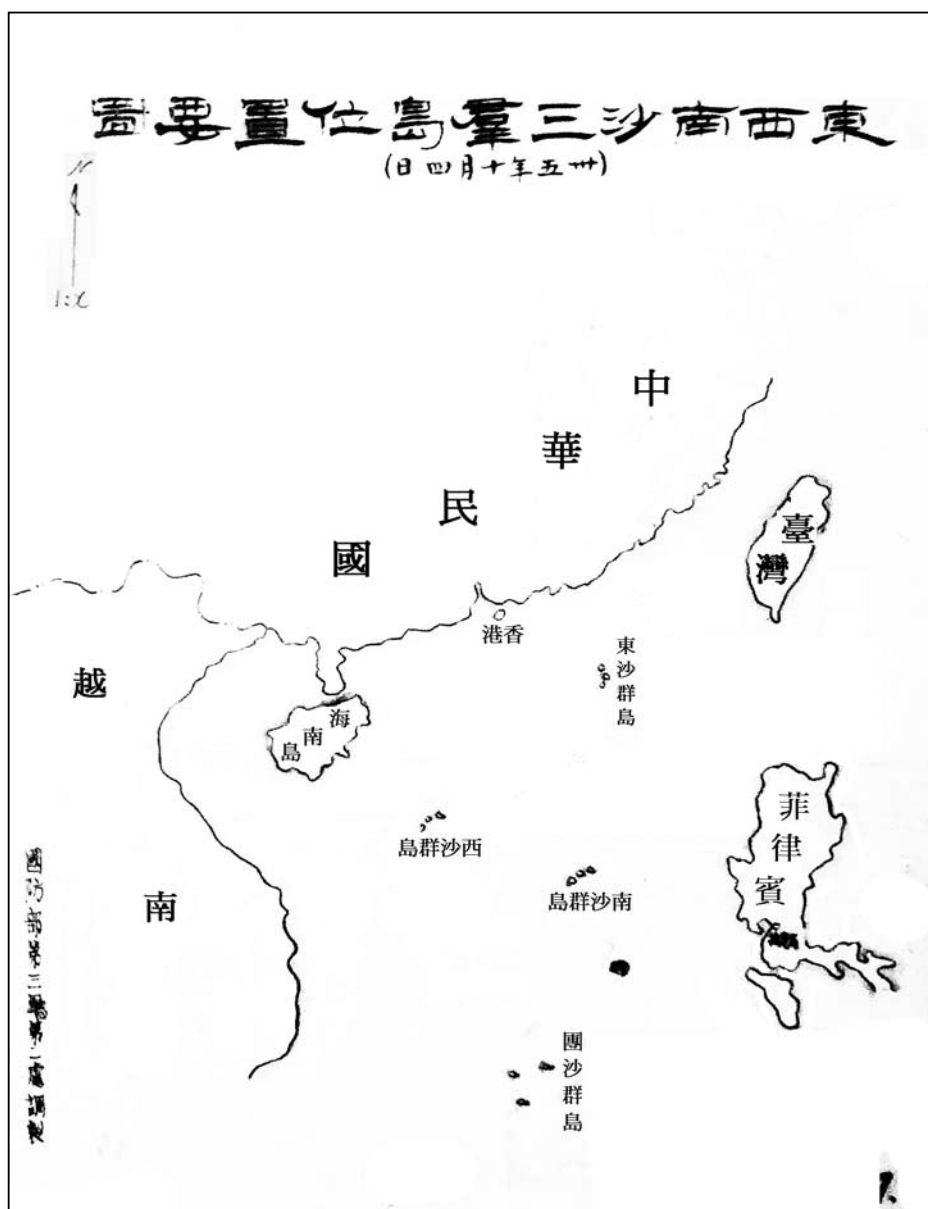 東西南沙三羣島位置要圖
(卅五年十月四日)
N
1:x
中華民國
臺灣
香港
東沙群島
越南
海南島
西沙群島
南沙群島
菲律賓
團沙群島
國防部第三廳第二處